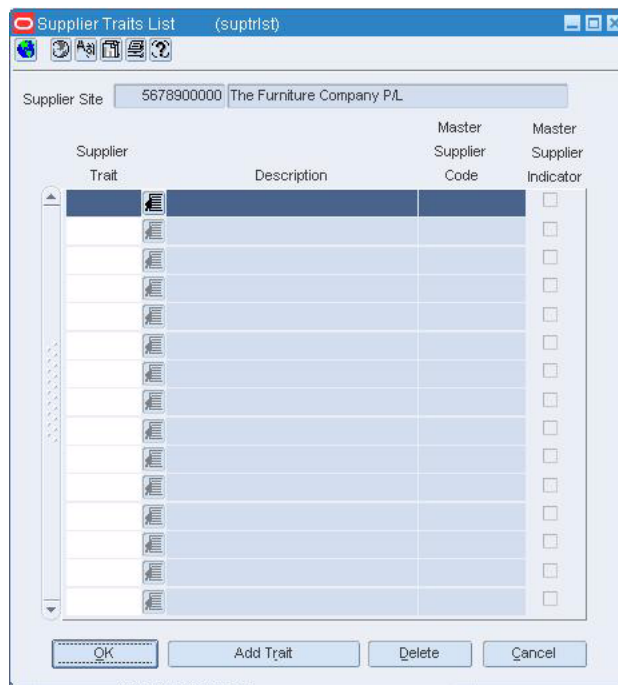 Supplier Traits List (suptrlst)
Supplier Site 5678900000 The Furniture Company P/L
Master Master
Supplier Supplier Supplier
Trait Description Code Indicator
OK Add Trait Delete Cancel